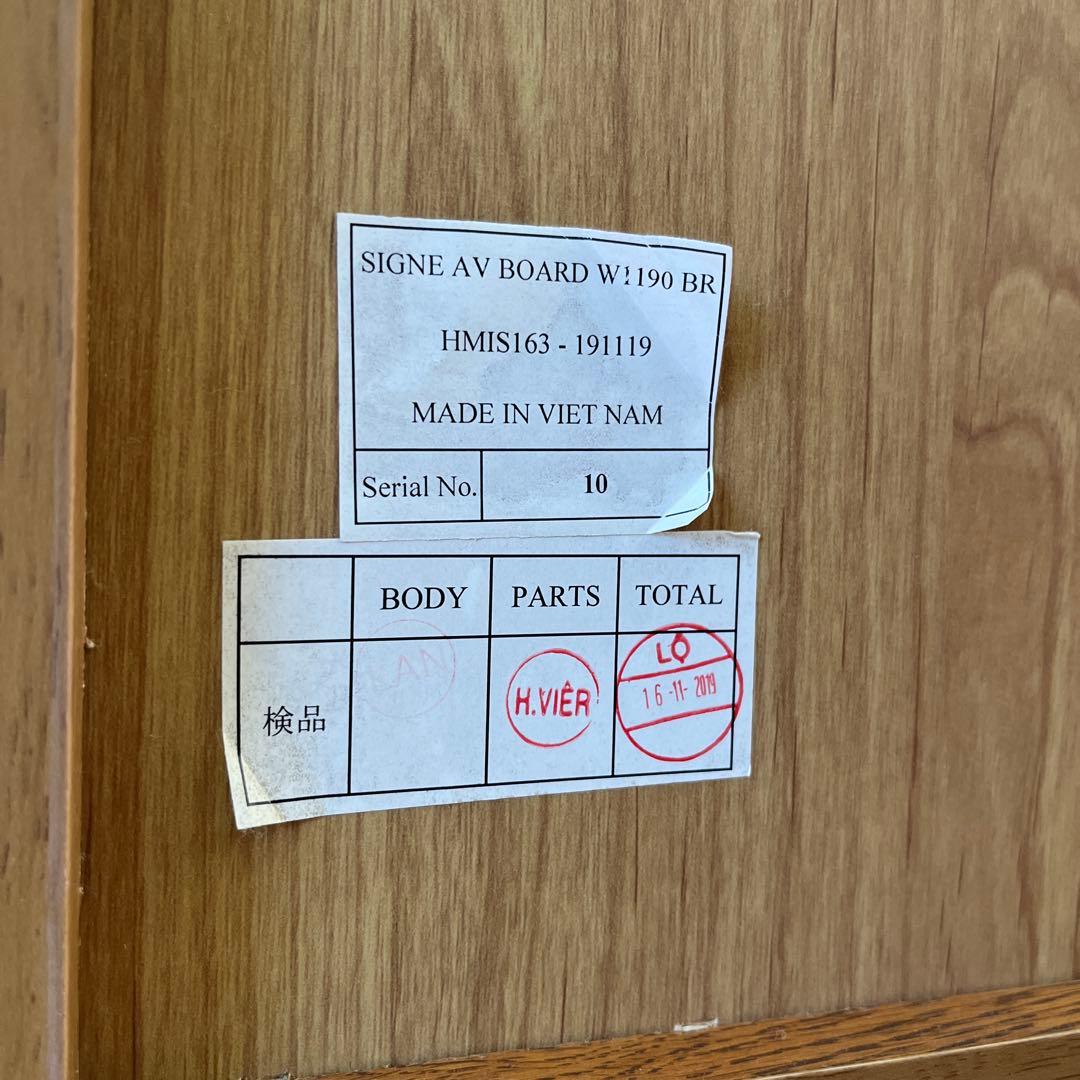 SIGNE AV BOARD W1190 BR
HMIS163 - 191119
MADE IN VIET NAM
Serial No. 10
BODY PARTS TOTAL
検品
H.VIÊR
LỘ
16-11-2019